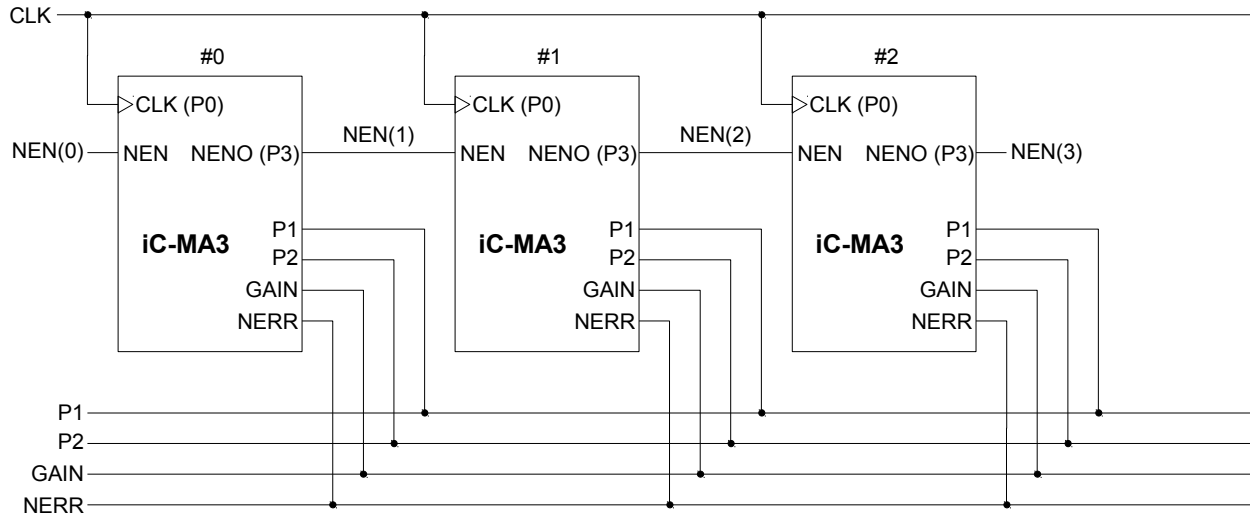 CLK
#0 #1 #2
CLK (P0) CLK (P0) CLK (P0)
NEN(0) NEN NENO (P3) NEN(1) NEN NENO (P3) NEN(2) NEN NENO (P3) NEN(3)
P1 P1 P1
iC-MA3 iC-MA3 iC-MA3
P2 P2 P2
GAIN GAIN GAIN
NERR NERR NERR
P1
P2
GAIN
NERR